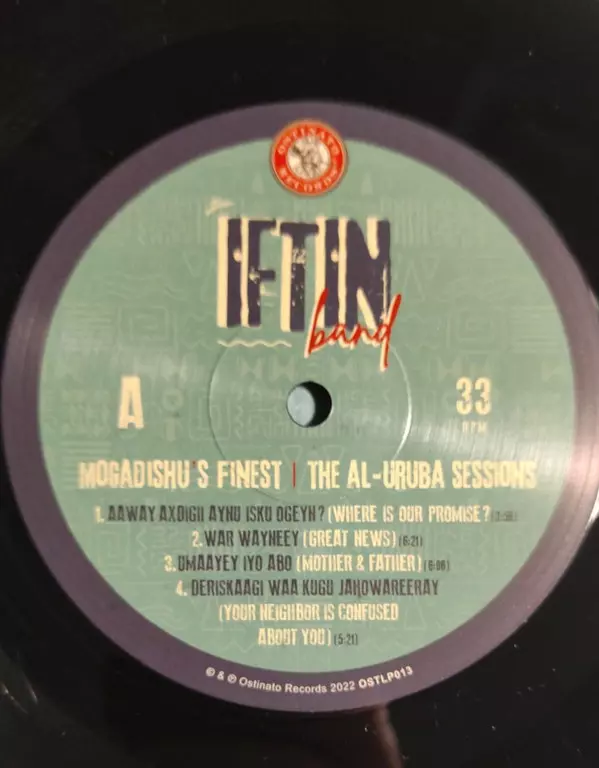 OSTINATO
RECORDS
IFTIN
band
A
33
RPM
MOGADISHU'S FINEST | THE AL-URUBA SESSIONS
1. AAWAY AXDIGII AYNU ISKU OGEYN? (WHERE IS OUR PROMISE?
2. WAR WAYNEEY (GREAT NEWS) (6:21)
3. OMAAYEY IYO ABO (MOTHER & FATHER) (6:06)
4. DERISKAAGI WAA KUGU JAHOWAREERAY
(YOUR NEIGHBOR IS CONFUSED
ABOUT YOU) (5:21)
© & ℗ Ostinato Records 2022 OSTLP013